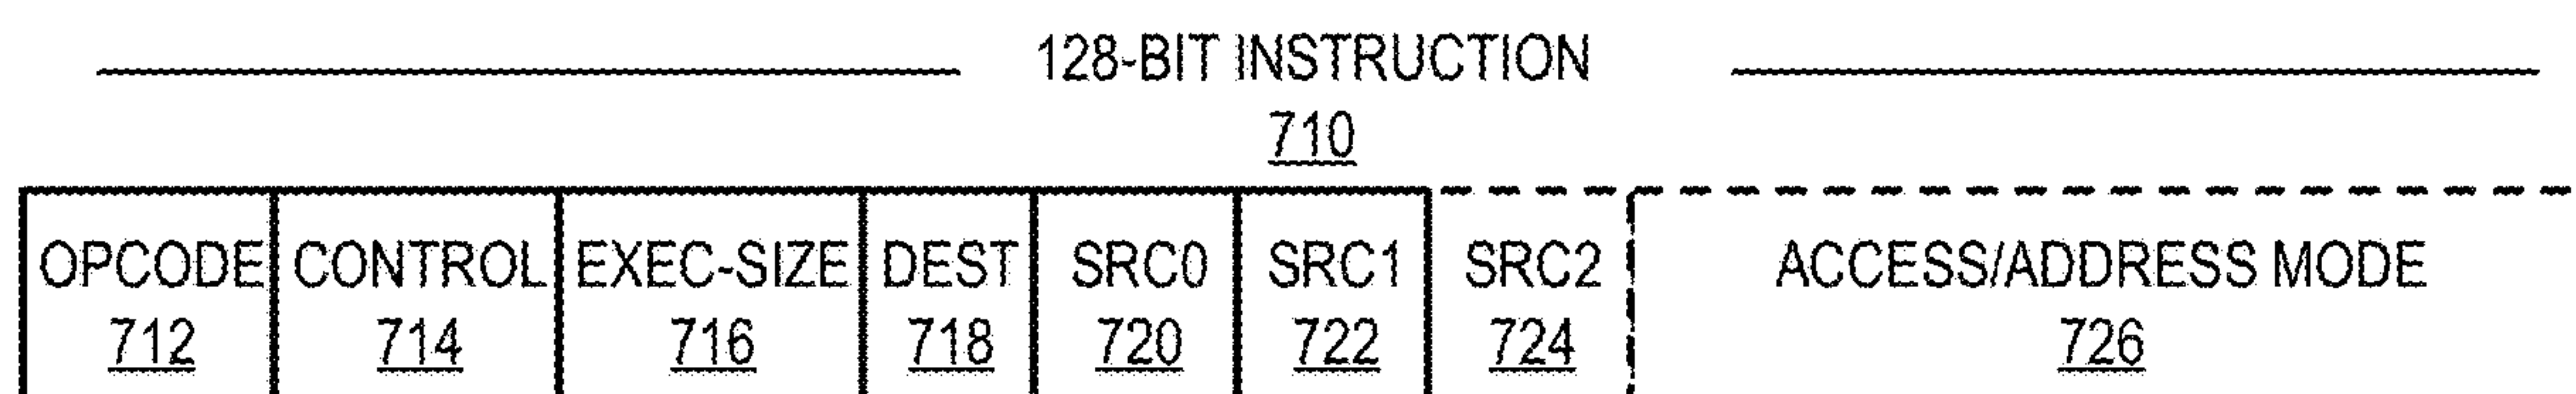 128-BIT INSTRUCTION
710
OPCODE CONTROL EXEC-SIZE DEST SRC0 SRC1 SRC2 ACCESS/ADDRESS MODE
712 714 716 718 720 722 724 726